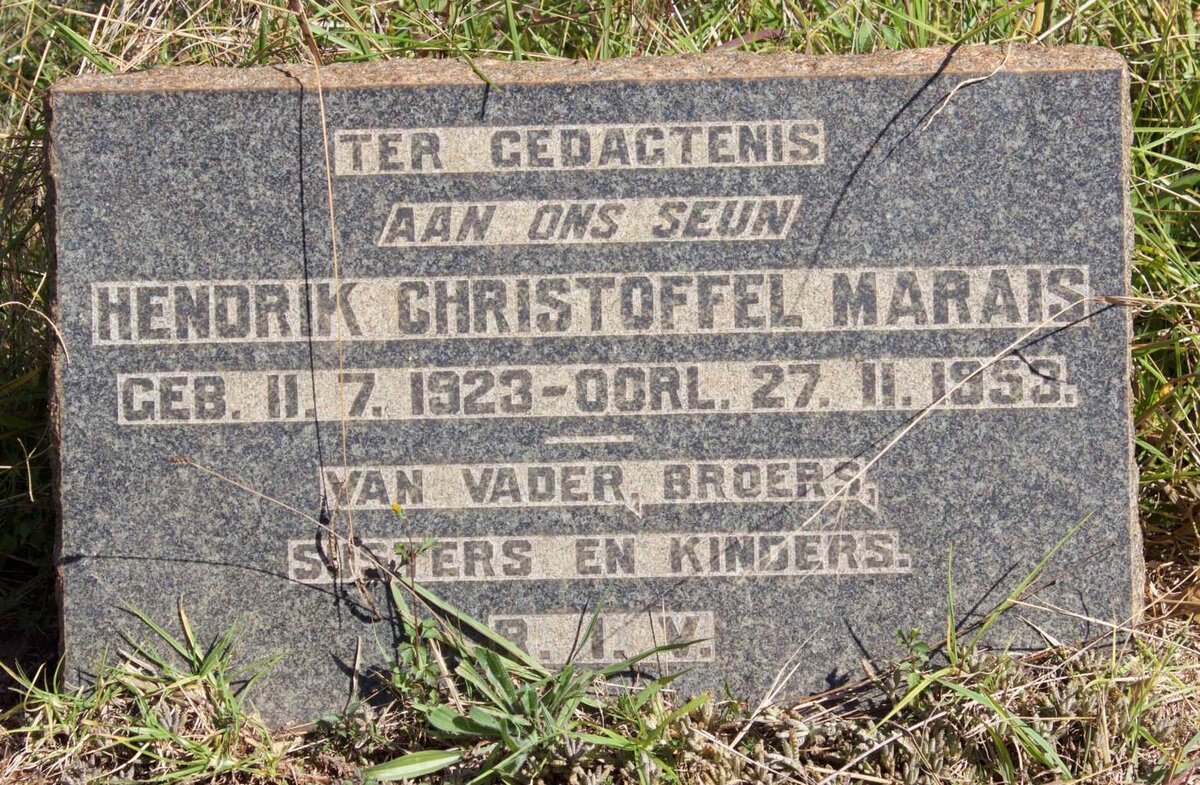 TER GEDAGTENIS
AAN ONS SEUN
HENDRIK CHRISTOFFEL MARAIS
GEB. 11. 7. 1923 - OORL. 27. 11. 1953.
VAN VADER, BROERS,
SUSTERS EN KINDERS.
R. I. V.